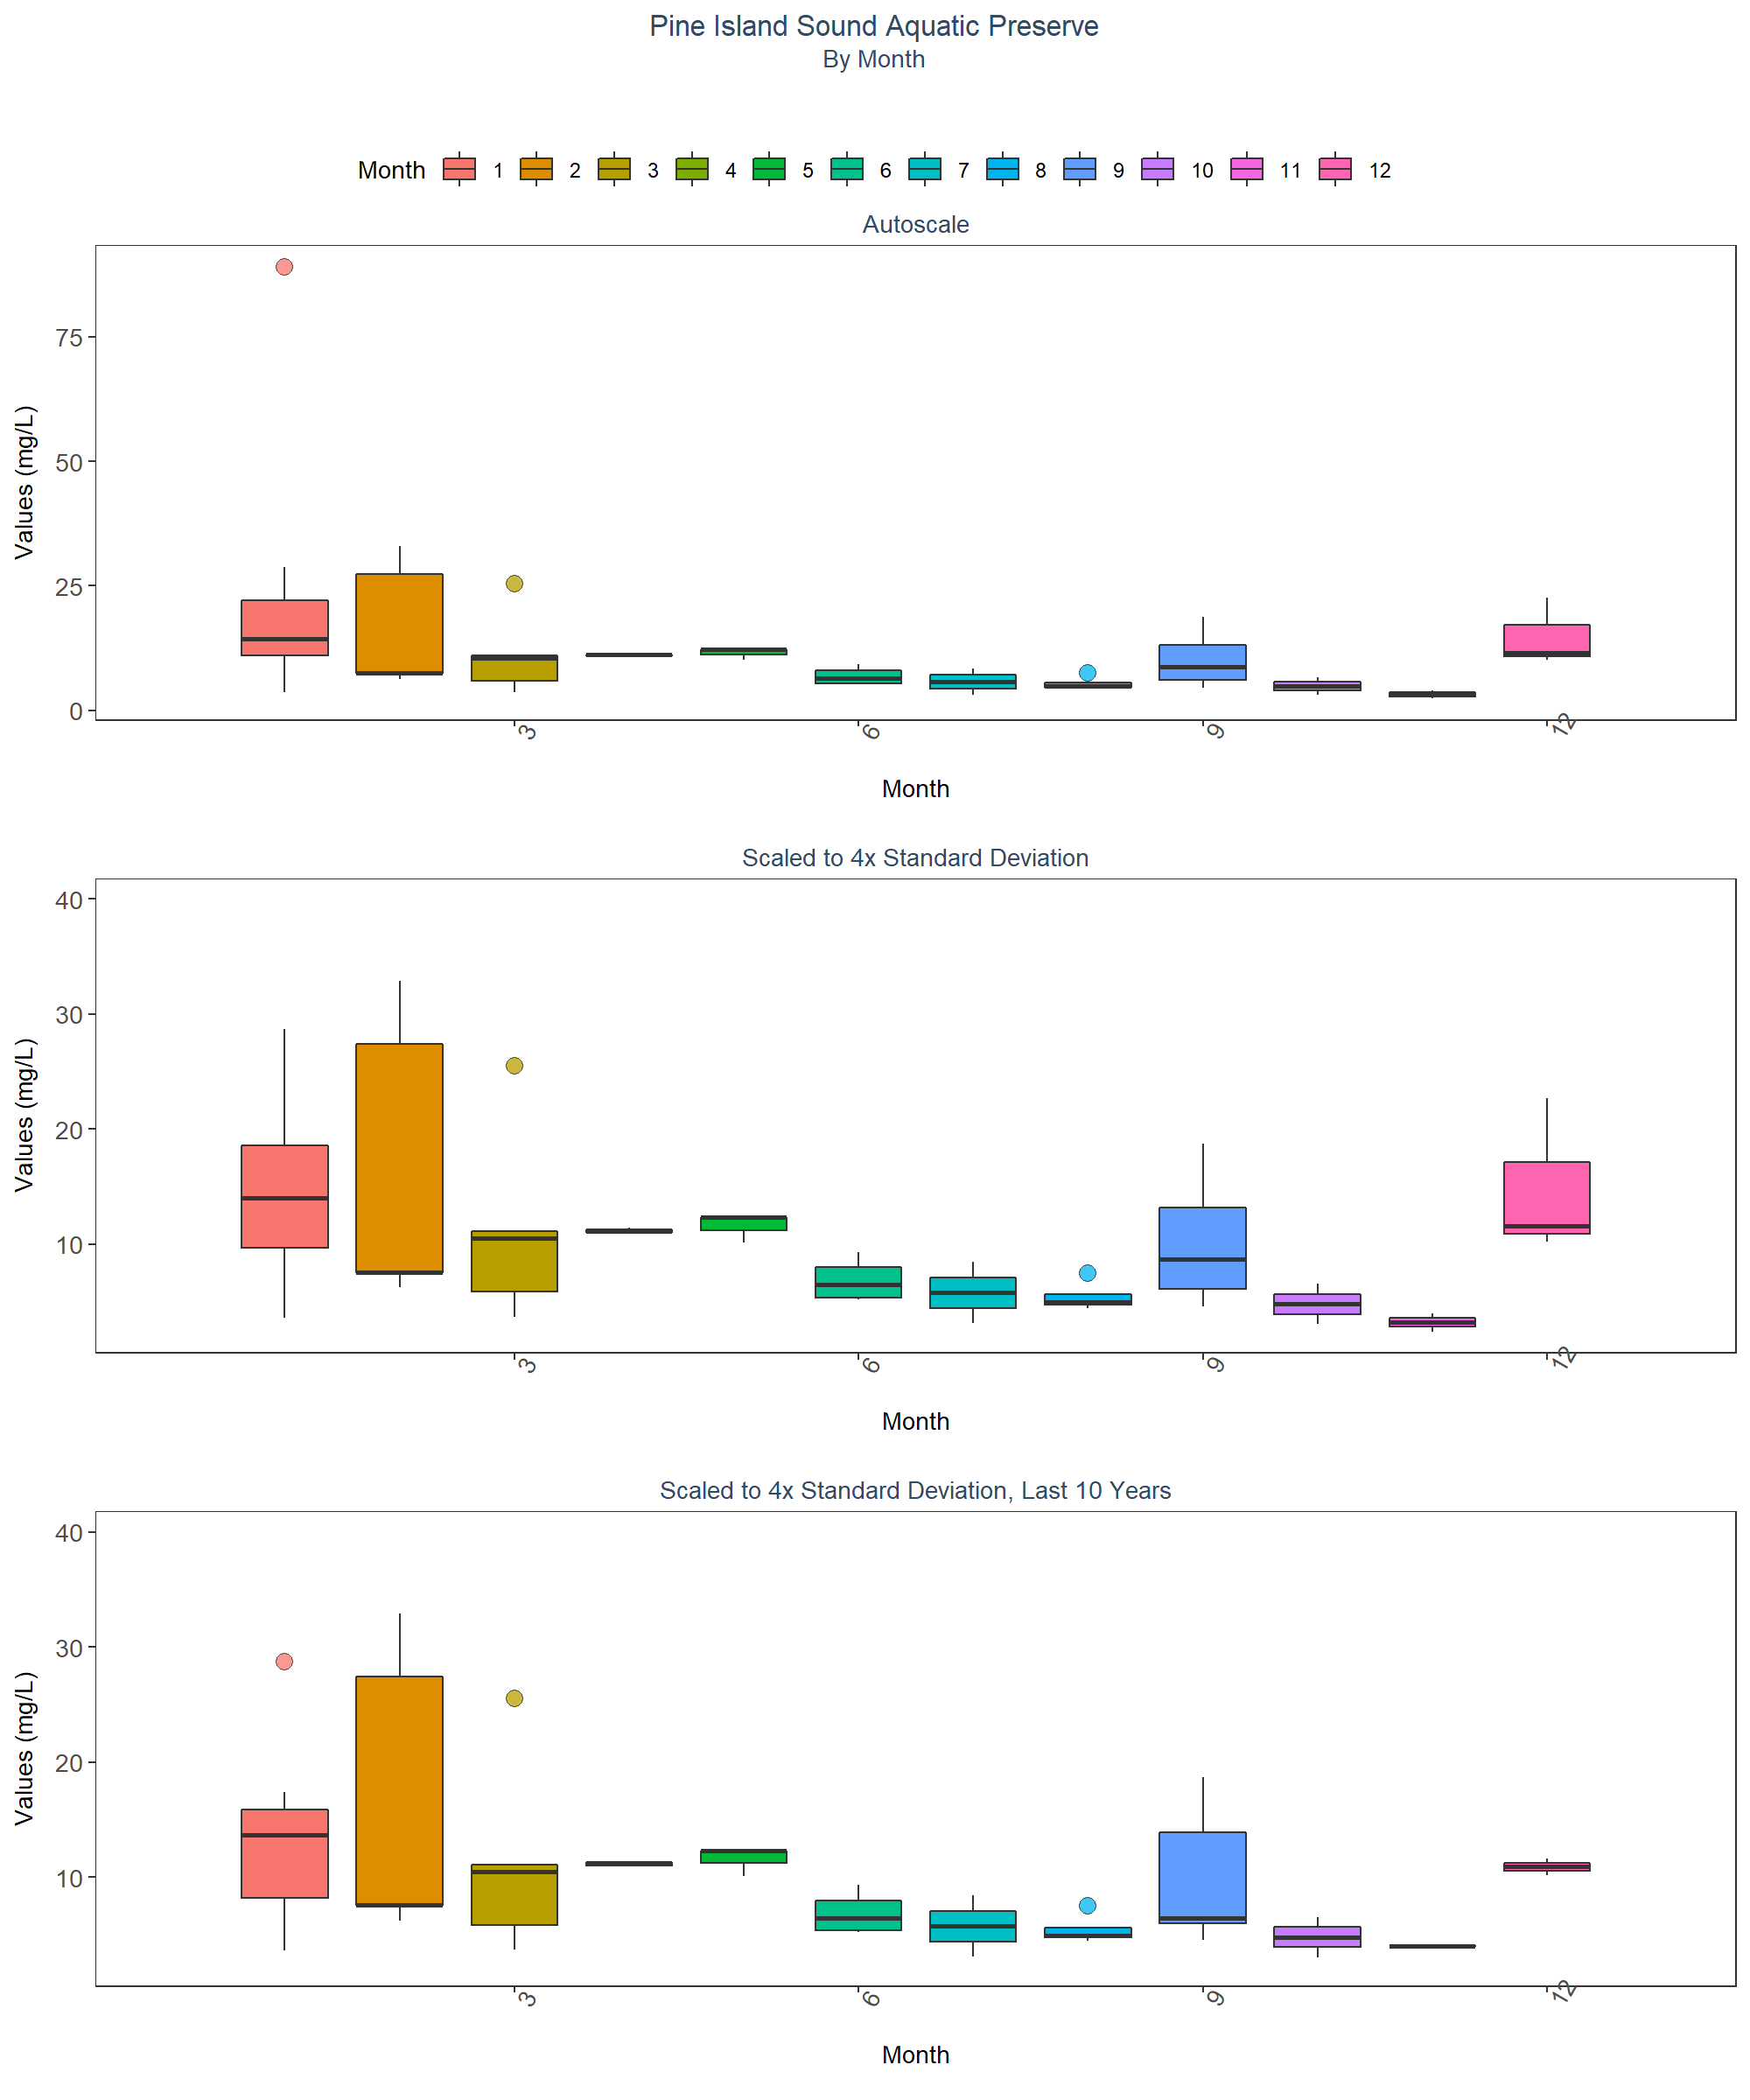 Pine Island Sound Aquatic Preserve
By Month
Month 1 2 3 4 5 6 7 8 9 10 11 12
Autoscale
Values (mg/L)
75
50
25
0
3 6 9 12
Month
Scaled to 4x Standard Deviation
Values (mg/L)
40
30
20
10
3 6 9 12
Month
Scaled to 4x Standard Deviation, Last 10 Years
Values (mg/L)
40
30
20
10
3 6 9 12
Month